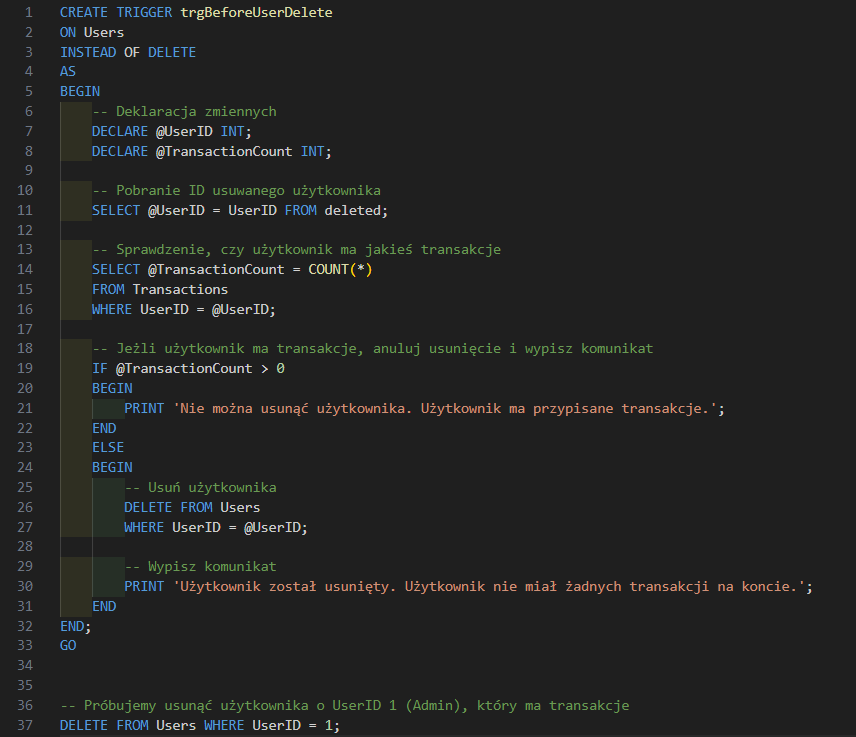 1 CREATE TRIGGER trgBeforeUserDelete
2 ON Users
3 INSTEAD OF DELETE
4 AS
5 BEGIN
6     -- Deklaracja zmiennych
7     DECLARE @UserID INT;
8     DECLARE @TransactionCount INT;
9
10     -- Pobranie ID usuwanego użytkownika
11     SELECT @UserID = UserID FROM deleted;
12
13     -- Sprawdzenie, czy użytkownik ma jakieś transakcje
14     SELECT @TransactionCount = COUNT(*)
15     FROM Transactions
16     WHERE UserID = @UserID;
17
18     -- Jeżli użytkownik ma transakcje, anuluj usunięcie i wypisz komunikat
19     IF @TransactionCount > 0
20     BEGIN
21         PRINT 'Nie można usunąć użytkownika. Użytkownik ma przypisane transakcje.';
22     END
23     ELSE
24     BEGIN
25         -- Usuń użytkownika
26         DELETE FROM Users
27         WHERE UserID = @UserID;
28
29         -- Wypisz komunikat
30         PRINT 'Użytkownik został usunięty. Użytkownik nie miał żadnych transakcji na koncie.';
31     END
32 END;
33 GO
34
35
36 -- Próbujemy usunąć użytkownika o UserID 1 (Admin), który ma transakcje
37 DELETE FROM Users WHERE UserID = 1;